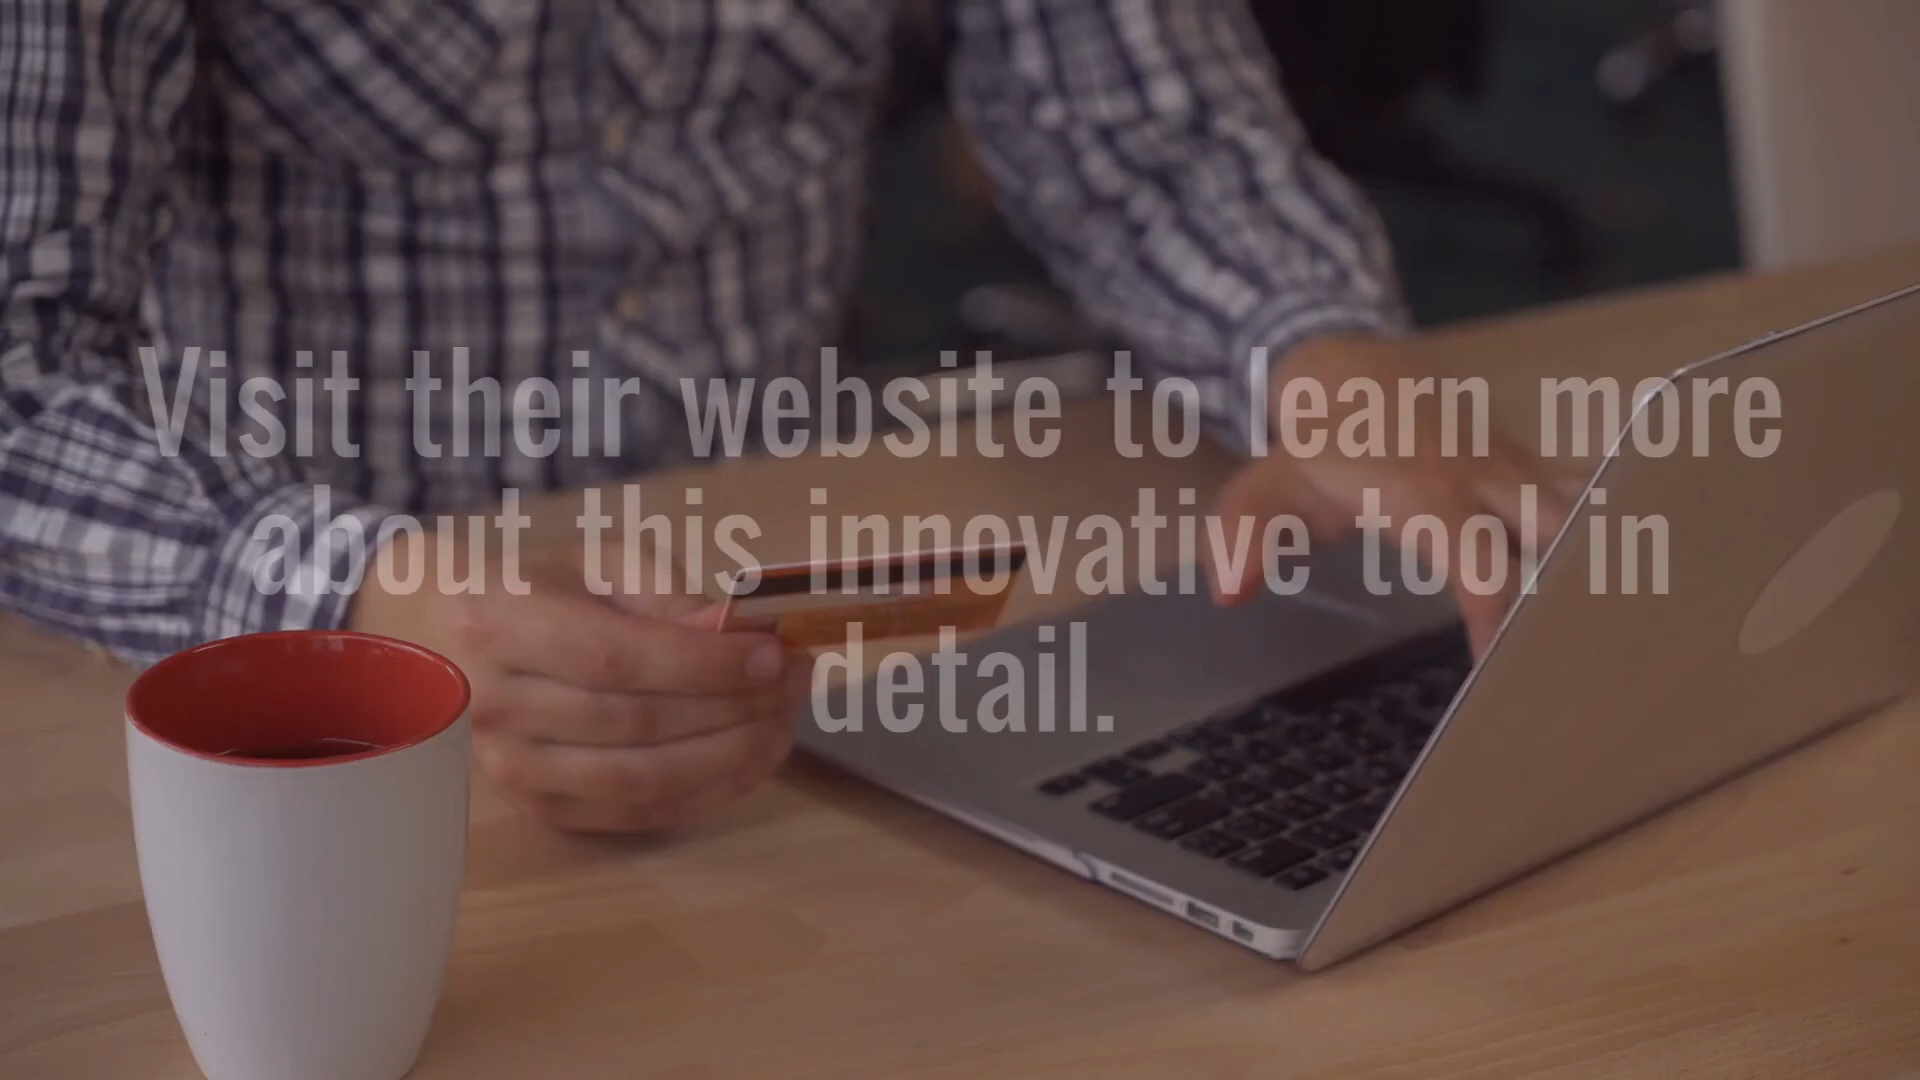 Visit their website to learn more
about this innovative tool in
detail.